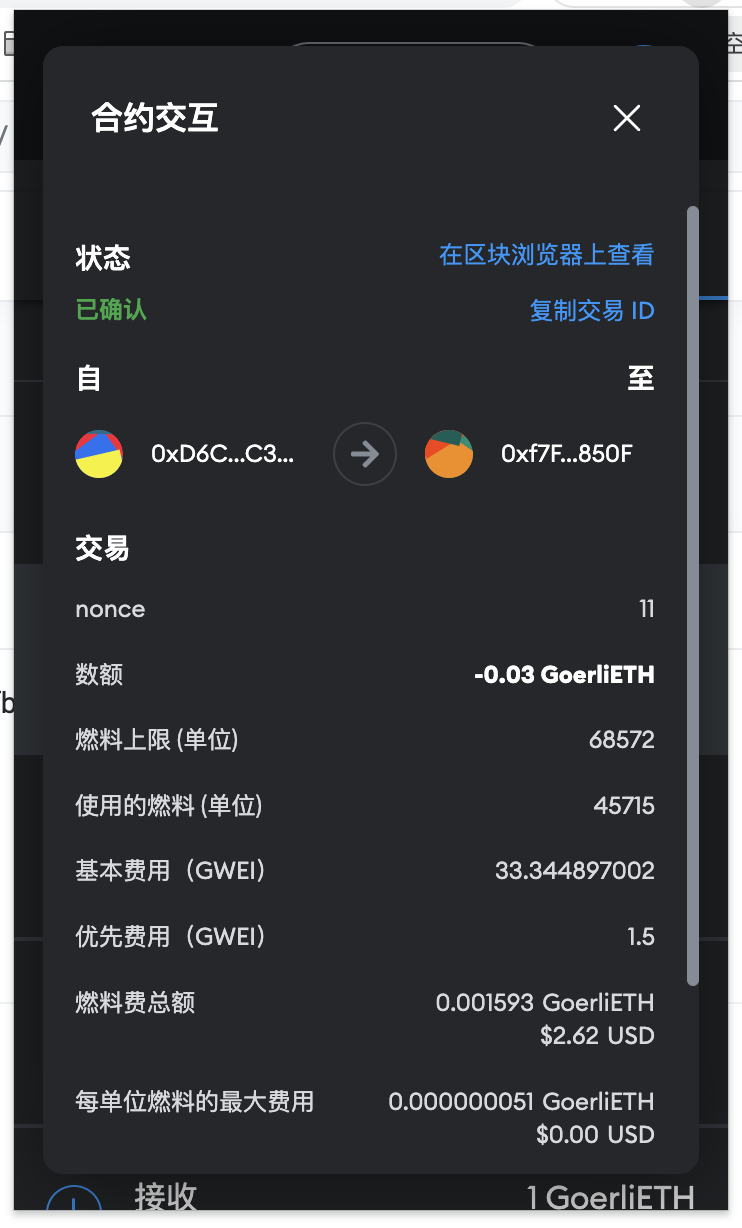 空
合约交互
/
状态
在区块浏览器上查看
已确认
复制交易 ID
自
至
0xD6C...C3...
0xf7F...850F
交易
nonce
11
数额
-0.03 GoerliETH
b
燃料上限 (单位)
68572
使用的燃料 (单位)
45715
基本费用（GWEI）
33.344897002
优先费用（GWEI）
1.5
燃料费总额
0.001593 GoerliETH
$2.62 USD
每单位燃料的最大费用
0.000000051 GoerliETH
$0.00 USD
接收
1 GoerliETH